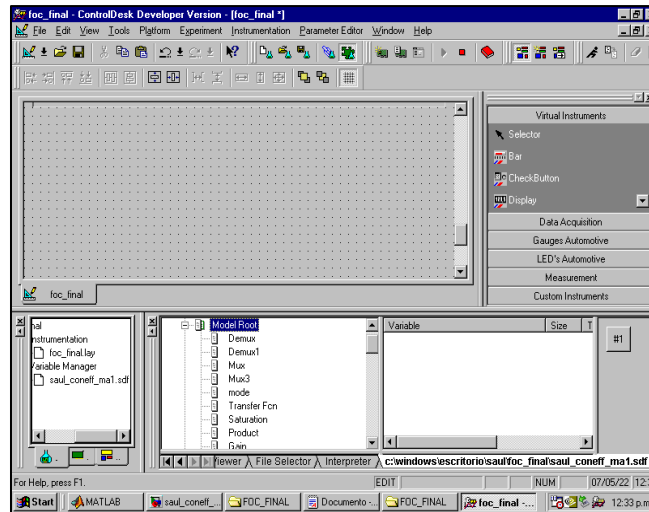 foc_final - ControlDesk Developer Version - [foc_final *]
File Edit View Tools Platform Experiment Instrumentation Parameter Editor Window Help
Virtual Instruments
Selector
Bar
CheckButton
Display
Data Acquisition
Gauges Automotive
LED's Automotive
Measurement
Custom Instruments
foc_final
nal
nstrumentation
foc_final.lay
Variable Manager
saul_coneff_ma1.sdf
Model Root
Demux
Demux1
Mux
Mux3
mode
Transfer Fcn
Saturation
Product
Gain
Variable Size T
#1
iewer File Selector Interpreter c:\windows\escritorio\saul\foc_final\saul_coneff_ma1.sdf
For Help, press F1. EDIT NUM 07/05/22 12:3
Start MATLAB saul_coneff_... FOC_FINAL Documento -... FOC_FINAL foc_final -... 12:33 p.m